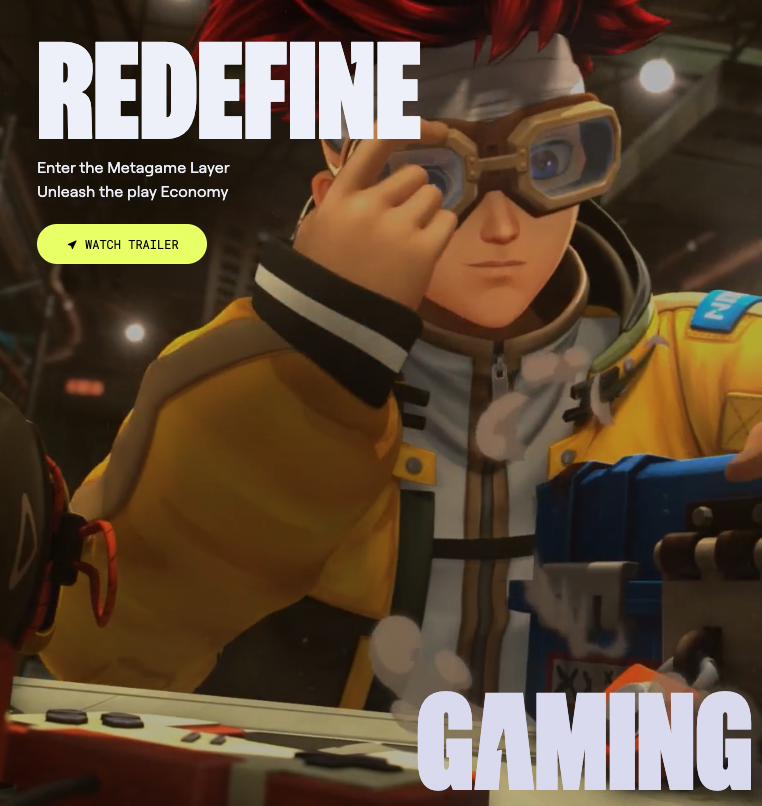 REDEFINE
Enter the Metagame Layer
Unleash the play Economy
WATCH TRAILER
GAMING